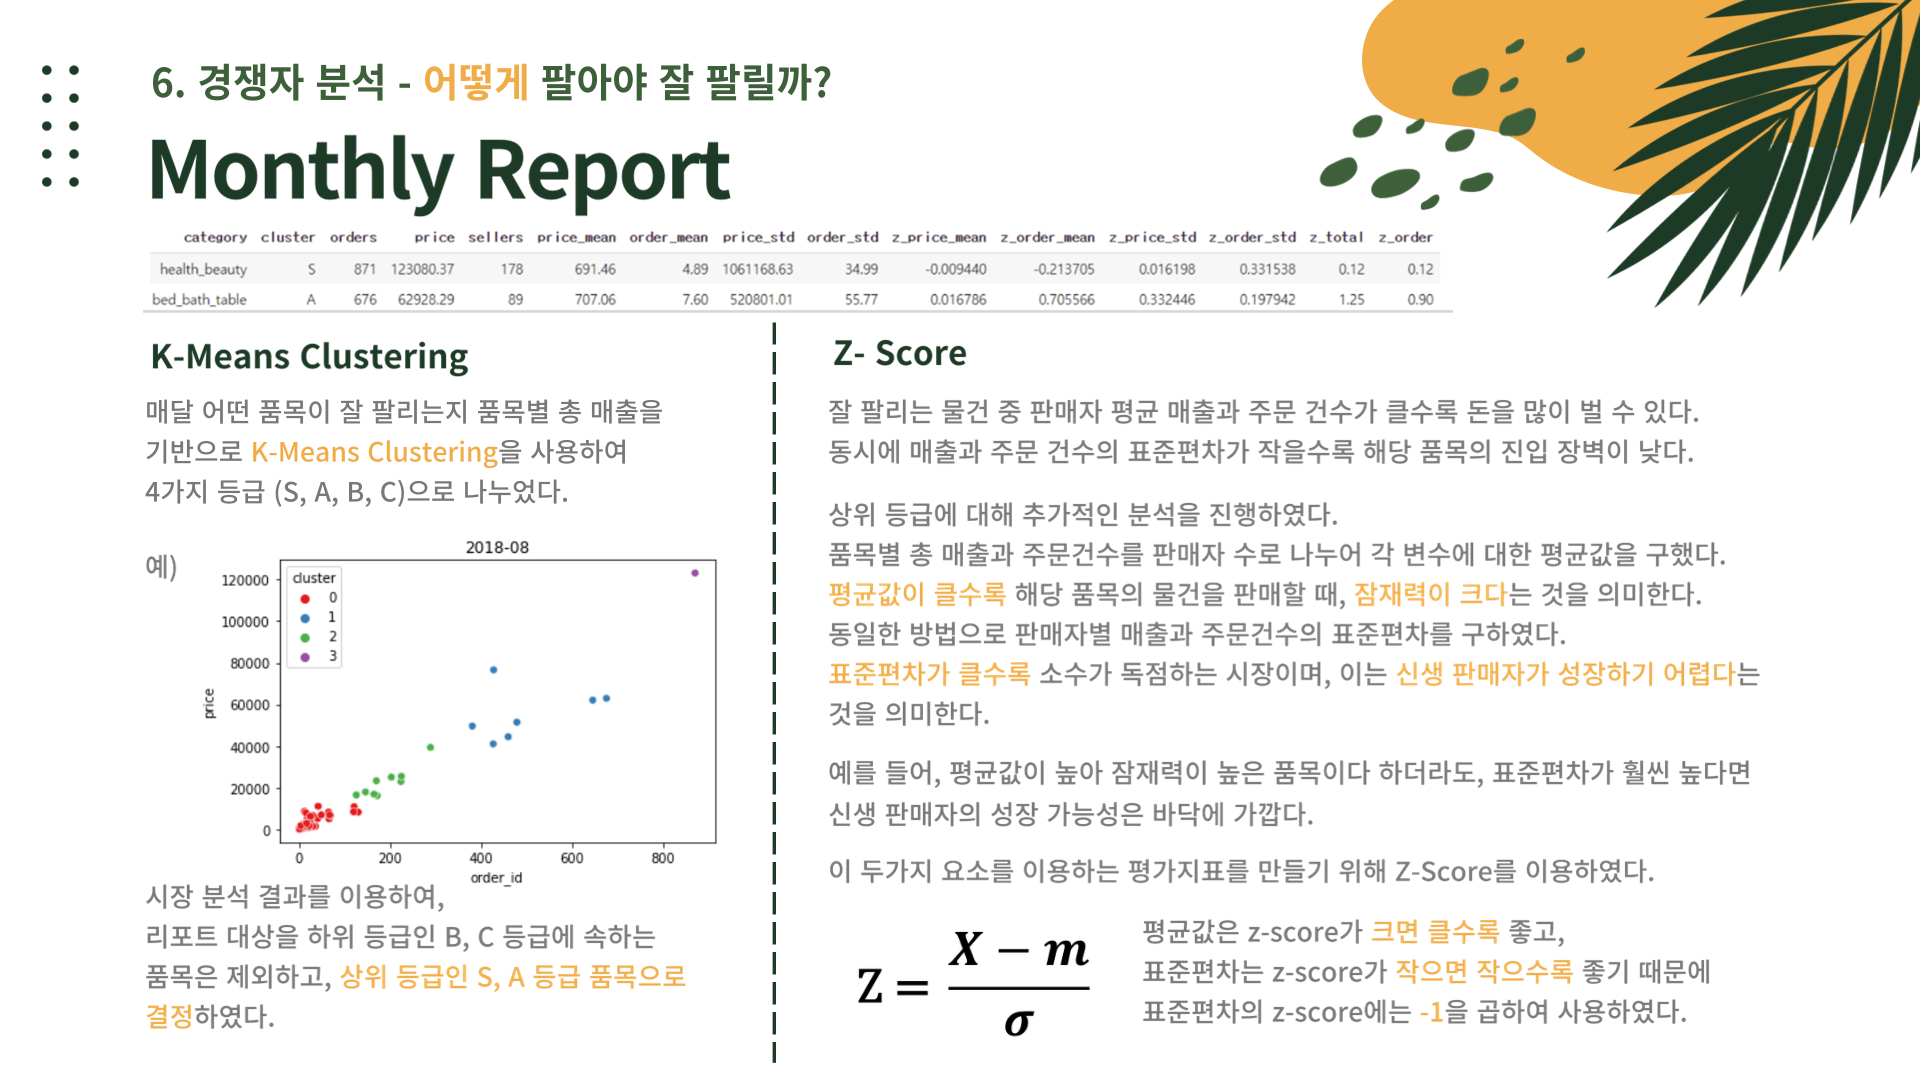 6. 경쟁자 분석 - 어떻게 팔아야 잘 팔릴까?
Monthly Report
category cluster orders price sellers price_mean order_mean price_std order_std z_price_mean z_order_mean z_price_std z_order_std z_total z_order
health_beauty S 871 123080.37 178 691.46 4.89 1061168.63 34.99 -0.009440 -0.213705 0.016198 0.331538 0.12 0.12
bed_bath_table A 676 62928.29 89 707.06 7.60 520801.01 55.77 0.016786 0.705566 0.332446 0.197942 1.25 0.90
K-Means Clustering
매달 어떤 품목이 잘 팔리는지 품목별 총 매출을
기반으로 K-Means Clustering을 사용하여
4가지 등급 (S, A, B, C)으로 나누었다.
예)
2018-08
cluster
0
1
2
3
120000
100000
80000
60000
40000
20000
0
price
0 200 400 600 800
order_id
시장 분석 결과를 이용하여,
리포트 대상을 하위 등급인 B, C 등급에 속하는
품목은 제외하고, 상위 등급인 S, A 등급 품목으로
결정하였다.
Z- Score
잘 팔리는 물건 중 판매자 평균 매출과 주문 건수가 클수록 돈을 많이 벌 수 있다.
동시에 매출과 주문 건수의 표준편차가 작을수록 해당 품목의 진입 장벽이 낮다.
상위 등급에 대해 추가적인 분석을 진행하였다.
품목별 총 매출과 주문건수를 판매자 수로 나누어 각 변수에 대한 평균값을 구했다.
평균값이 클수록 해당 품목의 물건을 판매할 때, 잠재력이 크다는 것을 의미한다.
동일한 방법으로 판매자별 매출과 주문건수의 표준편차를 구하였다.
표준편차가 클수록 소수가 독점하는 시장이며, 이는 신생 판매자가 성장하기 어렵다는
것을 의미한다.
예를 들어, 평균값이 높아 잠재력이 높은 품목이다 하더라도, 표준편차가 훨씬 높다면
신생 판매자의 성장 가능성은 바닥에 가깝다.
이 두가지 요소를 이용하는 평가지표를 만들기 위해 Z-Score를 이용하였다.
X − m
Z =
σ
평균값은 z-score가 크면 클수록 좋고,
표준편차는 z-score가 작으면 작으수록 좋기 때문에
표준편차의 z-score에는 -1을 곱하여 사용하였다.